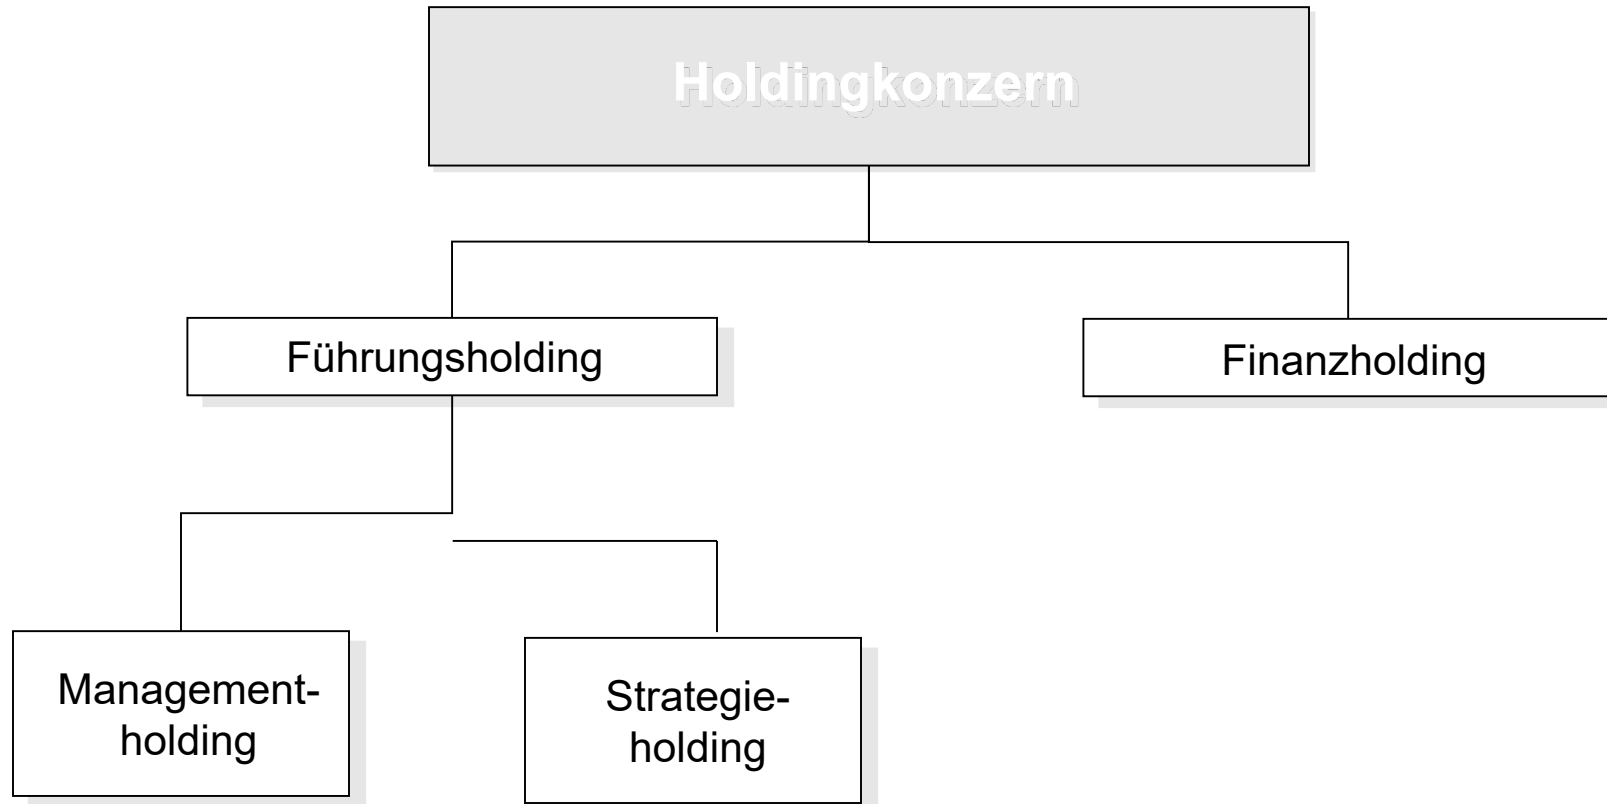 Holdingkonzern
Führungsholding
Finanzholding
Management-
holding
Strategie-
holding